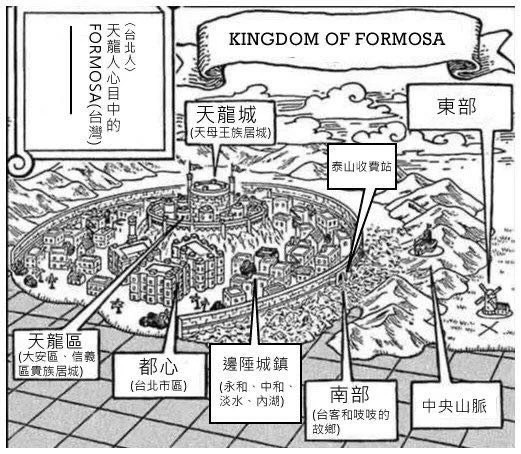 KINGDOM OF FORMOSA
(台北人)
天龍人心目中的
FORMOSA(台灣)
天龍城
(天母王族居城)
東部
泰山收費站
天龍區
(大安區、信義
區貴族居城)
都心
(台北市區)
邊陲城鎮
(永和、中和、
淡水、內湖)
南部
(台客和吱吱的
故鄉)
中央山脈